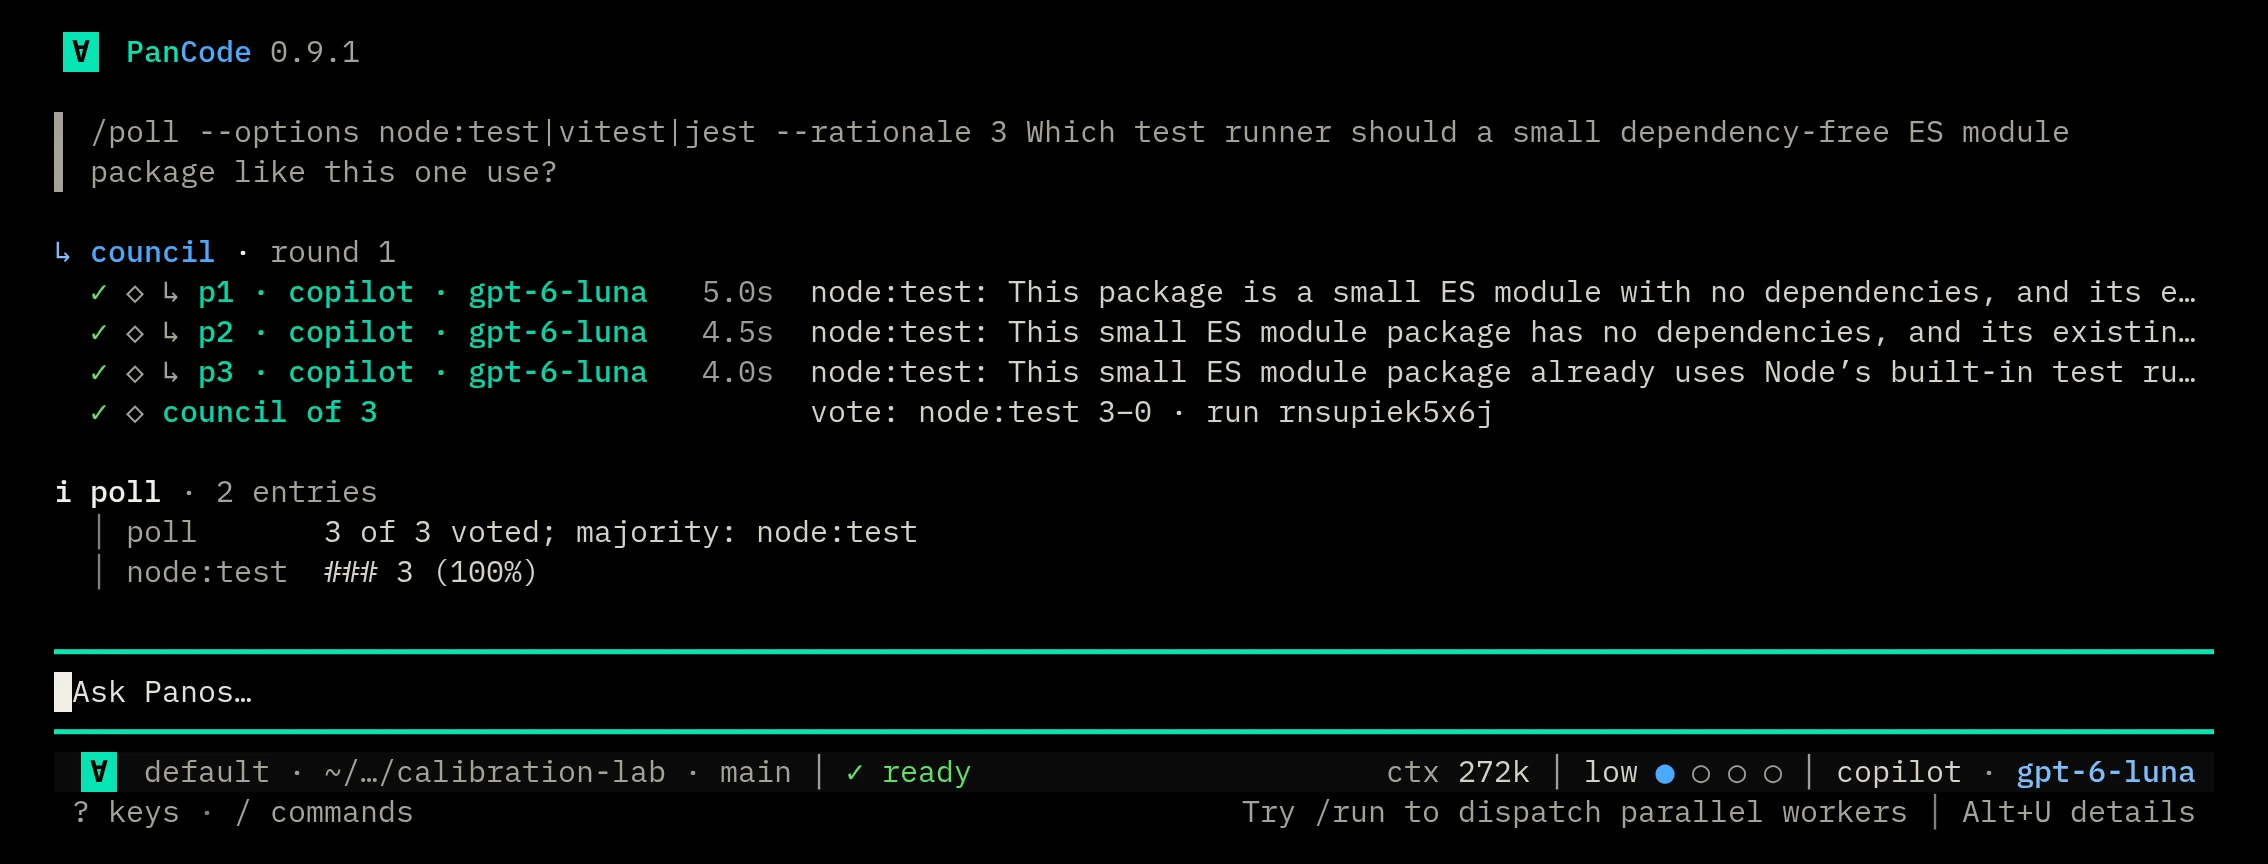 ∀ PanCode 0.9.1
/poll --options node:test|vitest|jest --rationale 3 Which test runner should a small dependency-free ES module
package like this one use?
↳ council · round 1
✓ ◇ ↳ p1 · copilot · gpt-6-luna 5.0s node:test: This package is a small ES module with no dependencies, and its e…
✓ ◇ ↳ p2 · copilot · gpt-6-luna 4.5s node:test: This small ES module package has no dependencies, and its existin…
✓ ◇ ↳ p3 · copilot · gpt-6-luna 4.0s node:test: This small ES module package already uses Node’s built-in test ru…
✓ ◇ council of 3 vote: node:test 3–0 · run rnsupiek5x6j
i poll · 2 entries
│ poll 3 of 3 voted; majority: node:test
│ node:test ### 3 (100%)
Ask Panos…
∀ default · ~/…/calibration-lab · main │ ✓ ready ctx 272k │ low ● ○ ○ ○ │ copilot · gpt-6-luna
? keys · / commands Try /run to dispatch parallel workers │ Alt+U details